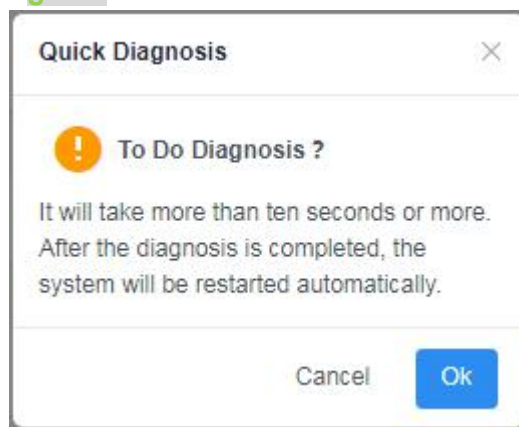 Quick Diagnosis
To Do Diagnosis ?
It will take more than ten seconds or more.
After the diagnosis is completed, the
system will be restarted automatically.
Cancel Ok